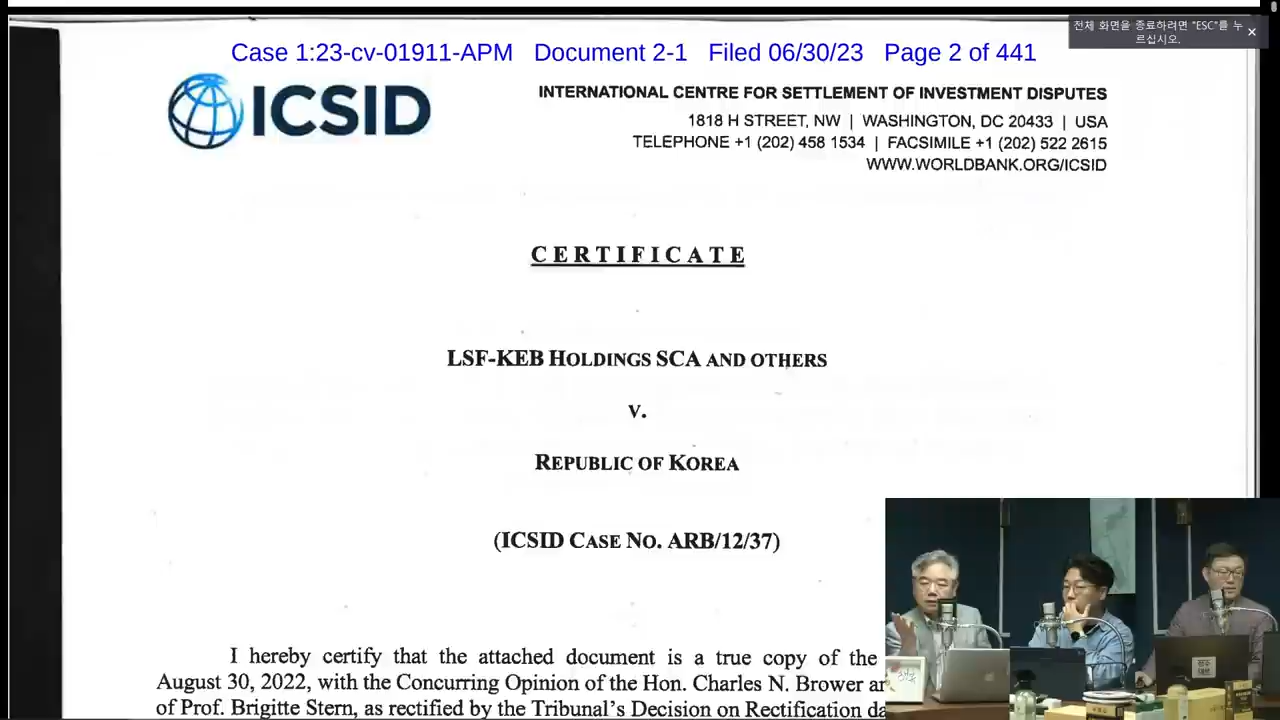 Case 1:23-cv-01911-APM Document 2-1 Filed 06/30/23 Page 2 of 441
전체 화면을 종료하려면 "ESC"를 누
르십시오.
ICSID
INTERNATIONAL CENTRE FOR SETTLEMENT OF INVESTMENT DISPUTES
1818 H STREET, NW | WASHINGTON, DC 20433 | USA
TELEPHONE +1 (202) 458 1534 | FACSIMILE +1 (202) 522 2615
WWW.WORLDBANK.ORG/ICSID
CERTIFICATE
LSF-KEB HOLDINGS SCA AND OTHERS
V.
REPUBLIC OF KOREA
(ICSID CASE NO. ARB/12/37)
I hereby certify that the attached document is a true copy of the
August 30, 2022, with the Concurring Opinion of the Hon. Charles N. Brower
of Prof. Brigitte Stern, as rectified by the Tribunal's Decision on Rectification